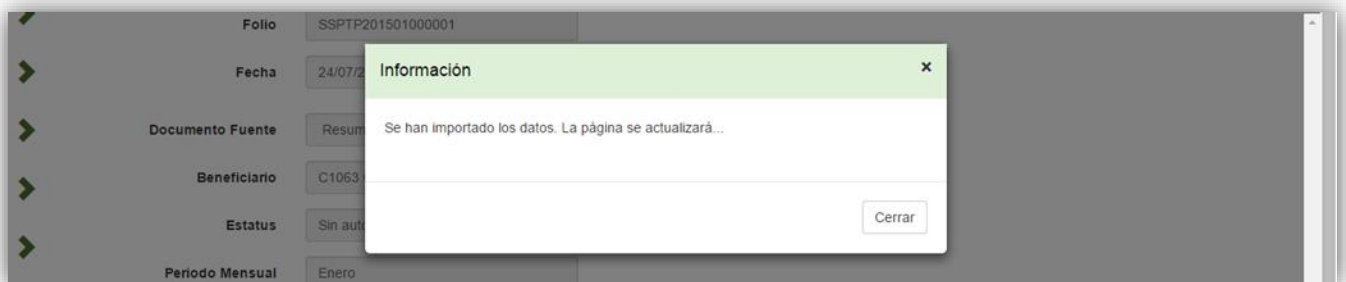 Folio SSPTP201501000001
Información ×
Fecha 24/07/2
Se han importado los datos. La página se actualizará...
Documento Fuente Resum
Beneficiario C1063
Cerrar
Estatus Sin auto
Periodo Mensual Enero